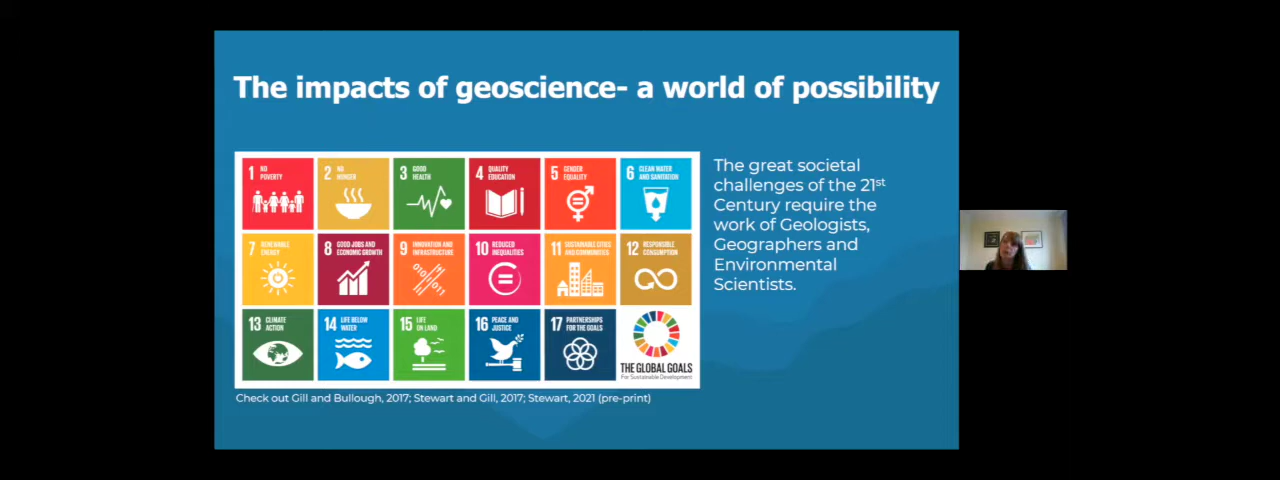 The impacts of geoscience- a world of possibility
1 NO
POVERTY
2 NO
HUNGER
3 GOOD
HEALTH
4 QUALITY
EDUCATION
5 GENDER
EQUALITY
6 CLEAN WATER
AND SANITATION
7 RENEWABLE
ENERGY
8 GOOD JOBS AND
ECONOMIC GROWTH
9 INNOVATION AND
INFRASTRUCTURE
10 REDUCED
INEQUALITIES
11 SUSTAINABLE CITIES
AND COMMUNITIES
12 RESPONSIBLE
CONSUMPTION
13 CLIMATE
ACTION
14 LIFE BELOW
WATER
15 LIFE
ON LAND
16 PEACE AND
JUSTICE
17 PARTNERSHIPS
FOR THE GOALS
THE GLOBAL GOALS
For Sustainable Development
The great societal
challenges of the 21st
Century require the
work of Geologists,
Geographers and
Environmental
Scientists.
Check out Gill and Bullough, 2017; Stewart and Gill, 2017; Stewart, 2021 (pre-print)